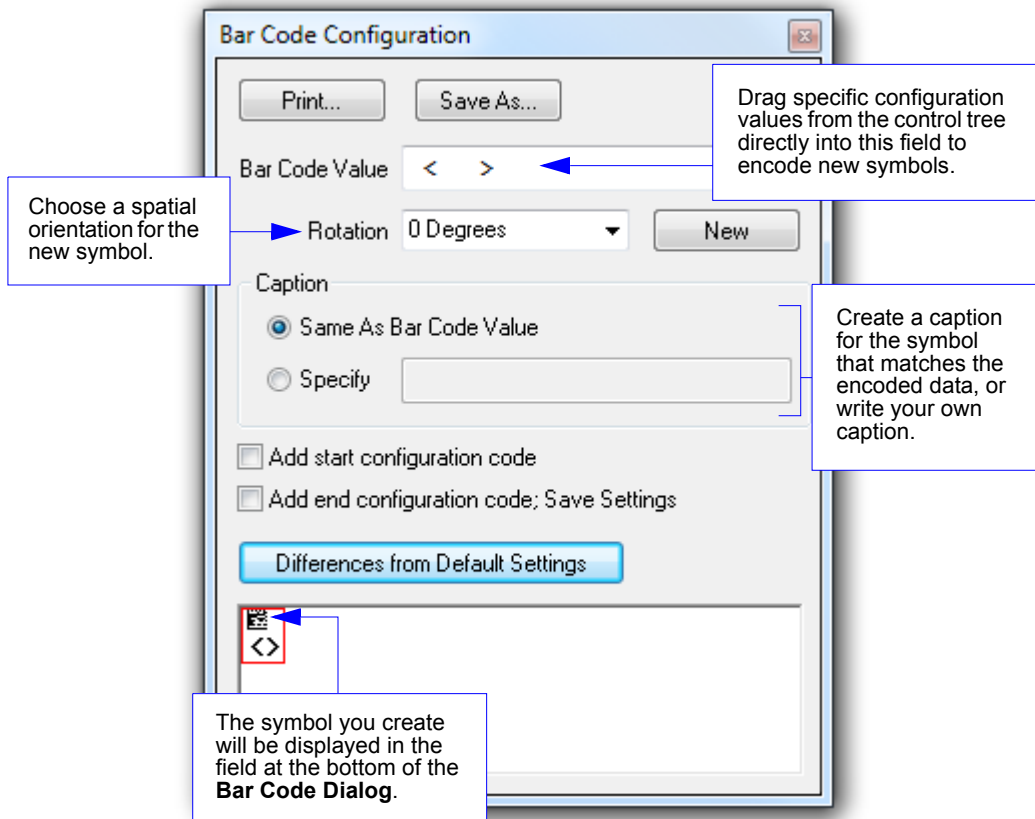 Bar Code Configuration
Print...
Save As...
Drag specific configuration
values from the control tree
directly into this field to
encode new symbols.
Bar Code Value
< >
Choose a spatial
orientation for the
new symbol.
Rotation
0 Degrees
New
Caption
Same As Bar Code Value
Specify
Create a caption
for the symbol
that matches the
encoded data, or
write your own
caption.
Add start configuration code
Add end configuration code; Save Settings
Differences from Default Settings
<>
The symbol you create
will be displayed in the
field at the bottom of the
Bar Code Dialog.